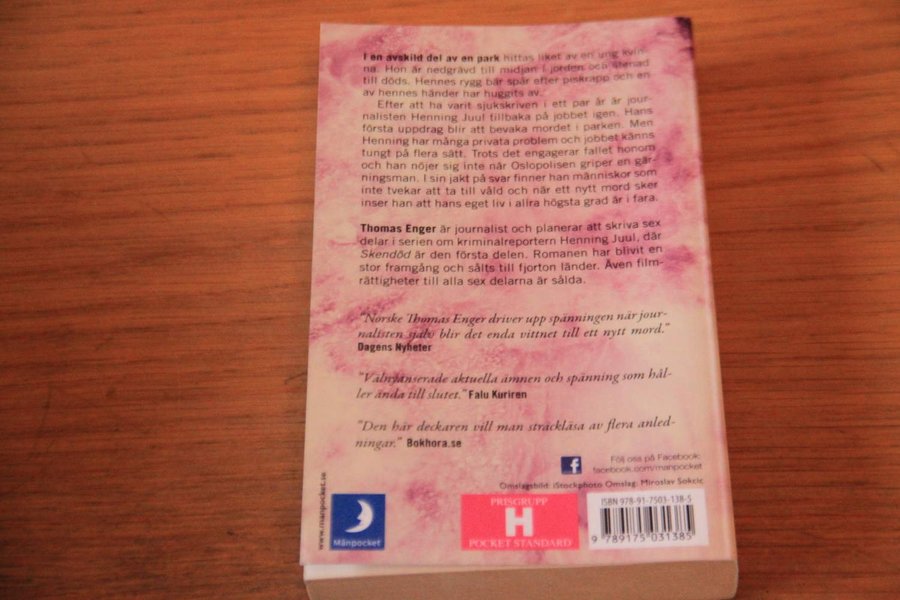 I en avskild del av en park hittas liket av en ung kvin-
na. Hon är nedgrävd till midjan i jorden och stenad
till döds. Hennes rygg bär spår efter piskrapp och en
av hennes händer har huggits av.
Efter att ha varit sjukskriven i ett par år är jour-
nalisten Henning Juul tillbaka på jobbet igen. Hans
första uppdrag blir att bevaka mordet i parken. Men
Henning har många privata problem och jobbet känns
tungt på flera sätt. Trots det engagerar fallet honom
och han nöjer sig inte när Oslopolisen griper en gär-
ningsman. I sin jakt på svar finner han människor som
inte tvekar att ta till våld och när ett nytt mord sker
inser han att hans eget liv i allra högsta grad är i fara.
Thomas Enger är journalist och planerar att skriva sex
delar i serien om kriminalreportern Henning Juul, där
Skendöd är den första delen. Romanen har blivit en
stor framgång och sålts till fjorton länder. Även film-
rättigheter till alla sex delarna är sålda.
"Norske Thomas Enger driver upp spänningen när jour-
nalisten själv blir det enda vittnet till ett nytt mord."
Dagens Nyheter
"Välnyanserade aktuella ämnen och spänning som hål-
ler ända till slutet." Falu Kuriren
"Den här deckaren vill man sträckläsa av flera anled-
ningar." Bokhora.se
Följ oss på Facebook:
facebook.com/manpocket
Omslagsbild: iStockphoto Omslag: Miroslav Sokcic
www.manpocket.se
Månpocket
PRISGRUPP
H
POCKET STANDARD
ISBN 978-91-7503-138-5
9 789175 031385